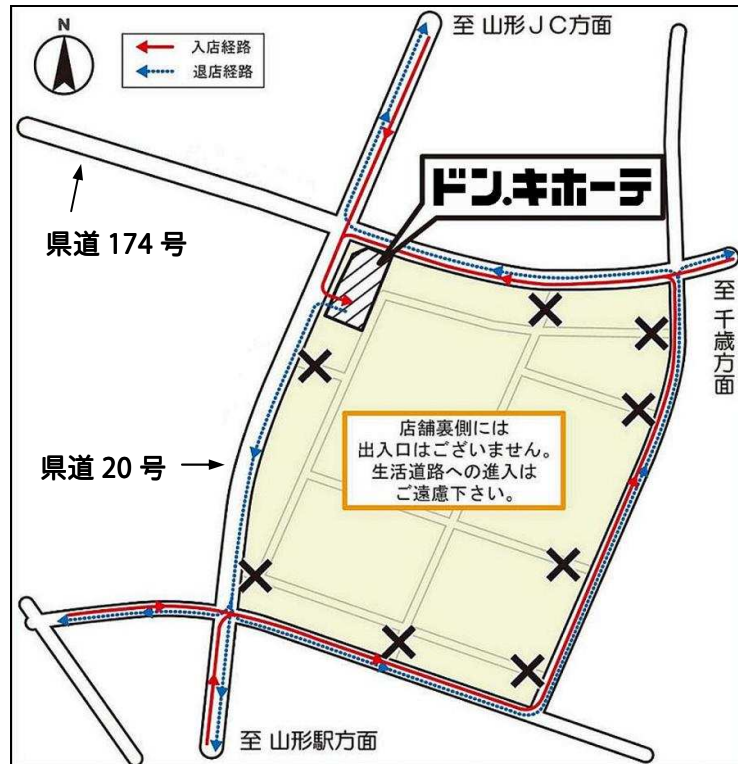 N
入店経路
退店経路
至 山形JC方面
ドン.キホーテ
県道 174 号
至 千歳方面
店舗裏側には
出入口はございません。
生活道路への進入は
ご遠慮下さい。
県道 20 号
至 山形駅方面